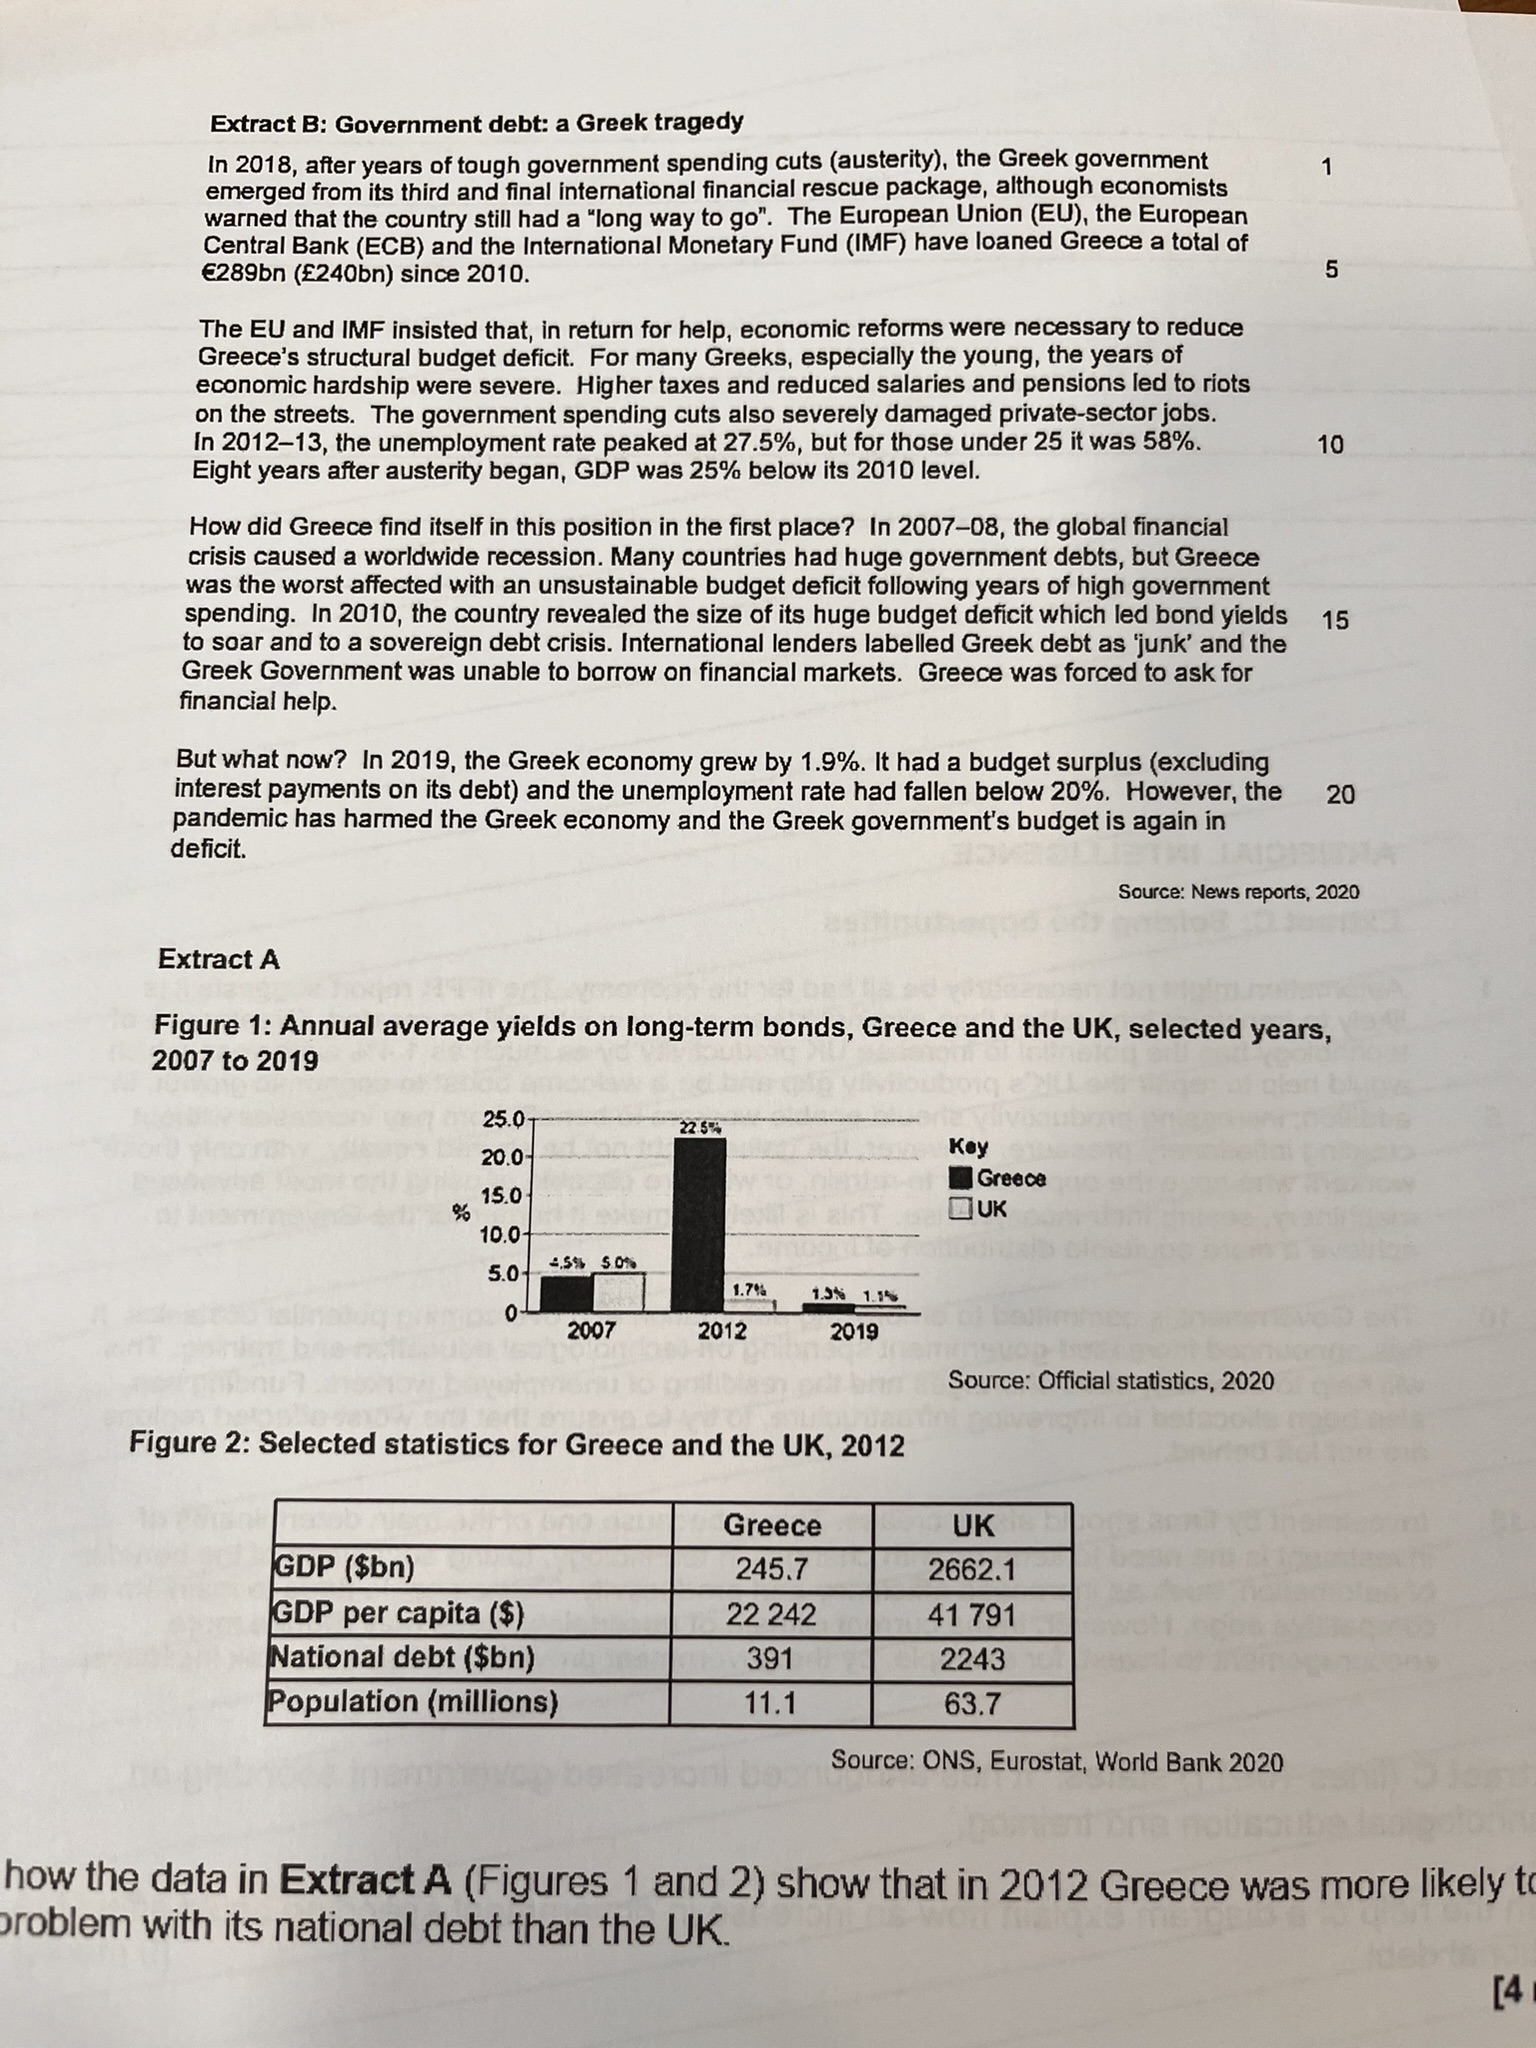 Extract B: Government debt: a Greek tragedy
In 2018, after years of tough government spending cuts (austerity), the Greek government 1
emerged from its third and final international financial rescue package, although economists
warned that the country still had a "long way to go". The European Union (EU), the European
Central Bank (ECB) and the International Monetary Fund (IMF) have loaned Greece a total of
€289bn (£240bn) since 2010. 5
The EU and IMF insisted that, in return for help, economic reforms were necessary to reduce
Greece's structural budget deficit. For many Greeks, especially the young, the years of
economic hardship were severe. Higher taxes and reduced salaries and pensions led to riots
on the streets. The government spending cuts also severely damaged private-sector jobs.
In 2012–13, the unemployment rate peaked at 27.5%, but for those under 25 it was 58%. 10
Eight years after austerity began, GDP was 25% below its 2010 level.
How did Greece find itself in this position in the first place? In 2007–08, the global financial
crisis caused a worldwide recession. Many countries had huge government debts, but Greece
was the worst affected with an unsustainable budget deficit following years of high government
spending. In 2010, the country revealed the size of its huge budget deficit which led bond yields 15
to soar and to a sovereign debt crisis. International lenders labelled Greek debt as 'junk' and the
Greek Government was unable to borrow on financial markets. Greece was forced to ask for
financial help.
But what now? In 2019, the Greek economy grew by 1.9%. It had a budget surplus (excluding
interest payments on its debt) and the unemployment rate had fallen below 20%. However, the 20
pandemic has harmed the Greek economy and the Greek government's budget is again in
deficit.
Source: News reports, 2020
Extract A
Figure 1: Annual average yields on long-term bonds, Greece and the UK, selected years,
2007 to 2019
25.0
20.0
15.0
10.0
5.0
0
%
4.5% 5.0%
22.5%
1.7%
1.3% 1.1%
2007 2012 2019
Key
Greece
UK
Source: Official statistics, 2020
Figure 2: Selected statistics for Greece and the UK, 2012
Greece UK
GDP ($bn) 245.7 2662.1
GDP per capita ($) 22 242 41 791
National debt ($bn) 391 2243
Population (millions) 11.1 63.7
Source: ONS, Eurostat, World Bank 2020
how the data in Extract A (Figures 1 and 2) show that in 2012 Greece was more likely to
problem with its national debt than the UK.
[4